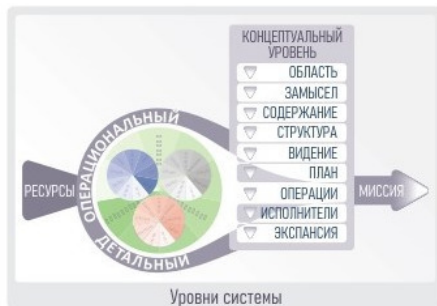 КОНЦЕПТУАЛЬНЫЙ
УРОВЕНЬ
ОБЛАСТЬ
ЗАМЫСЕЛ
СОДЕРЖАНИЕ
СТРУКТУРА
ВИДЕНИЕ
ПЛАН
ОПЕРАЦИИ
ИСПОЛНИТЕЛИ
ЭКСПАНСИЯ
ОПЕРАЦИОНАЛЬНЫЙ
ДЕТАЛЬНЫЙ
РЕСУРСЫ
МИССИЯ
Уровни системы